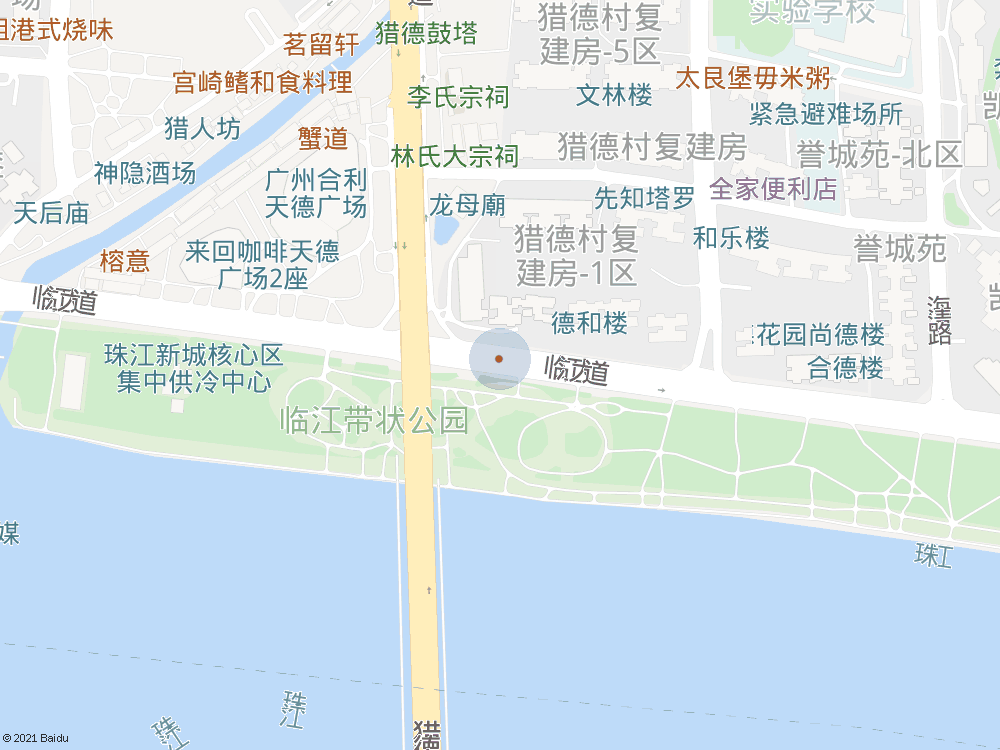 港式烧味
茗留轩
猎德鼓塔
猎德村复
建房-5区
实验学校
宫崎鳍和食料理
李氏宗祠
文林楼
太艮堡毋米粥
紧急避难场所
猎人坊
蟹道
林氏大宗祠
猎德村复建房
誉城苑-北区
神隐酒场
广州合利
天德广场
龙母廟
先知塔罗
全家便利店
天后庙
来回咖啡天德
广场2座
榕意
猎德村复
建房-1区
和乐楼
誉城苑
临江大道
德和楼
花园尚德楼
合德楼
珠江新城核心区
集中供冷中心
临江大道
临江带状公园
媒
珠江
珠江
珠江
© 2021 Baidu